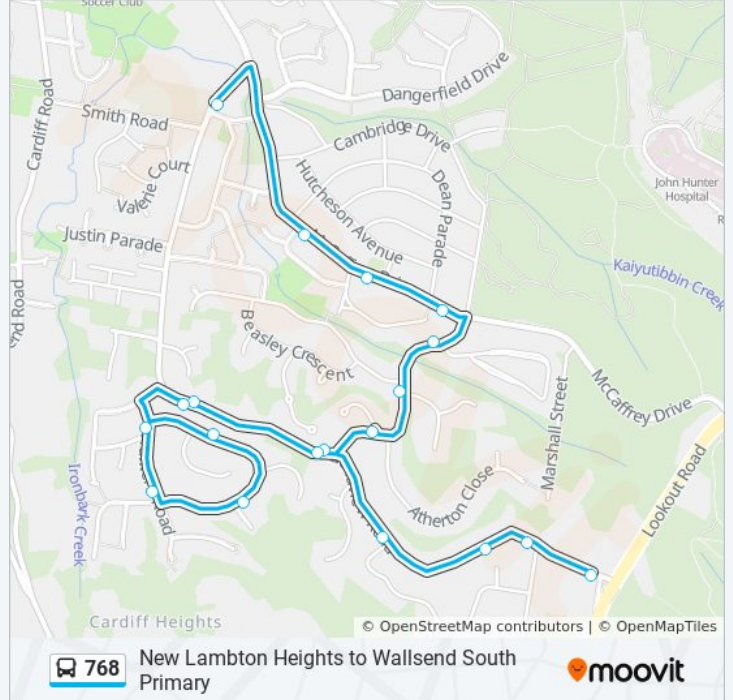 Soccer Club
Dangerfield Drive
Cardiff Road
Smith Road
Cambridge Drive
Valerie Court
Hutcheson Avenue
Dean Parade
John Hunter
Hospital
Justin Parade
Kaiyutibbin Creek
Beasley Crescent
McCaffrey Drive
Marshall Street
Lookout Road
Ironbark Creek
Atherton Close
Cardiff Heights
© OpenStreetMap contributors | © OpenMapTiles
768
New Lambton Heights to Wallsend South
Primary
moovit